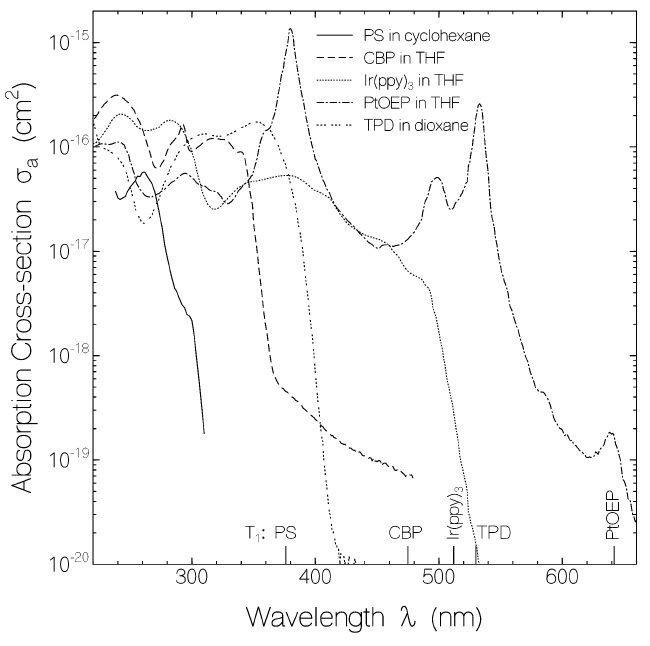 PS in cyclohexane
CBP in THF
Ir(ppy)₃ in THF
PtOEP in THF
TPD in dioxane
10⁻¹⁵
10⁻¹⁶
10⁻¹⁷
10⁻¹⁸
10⁻¹⁹
10⁻²⁰
Absorption Cross-section σₐ (cm²)
T₁: PS
CBP
Ir(ppy)₃
TPD
PtOEP
300
400
500
600
Wavelength λ (nm)